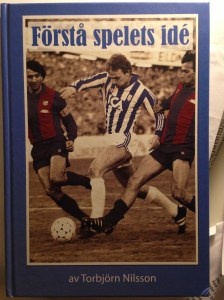 Förstå spelets idé
av Torbjörn Nilsson